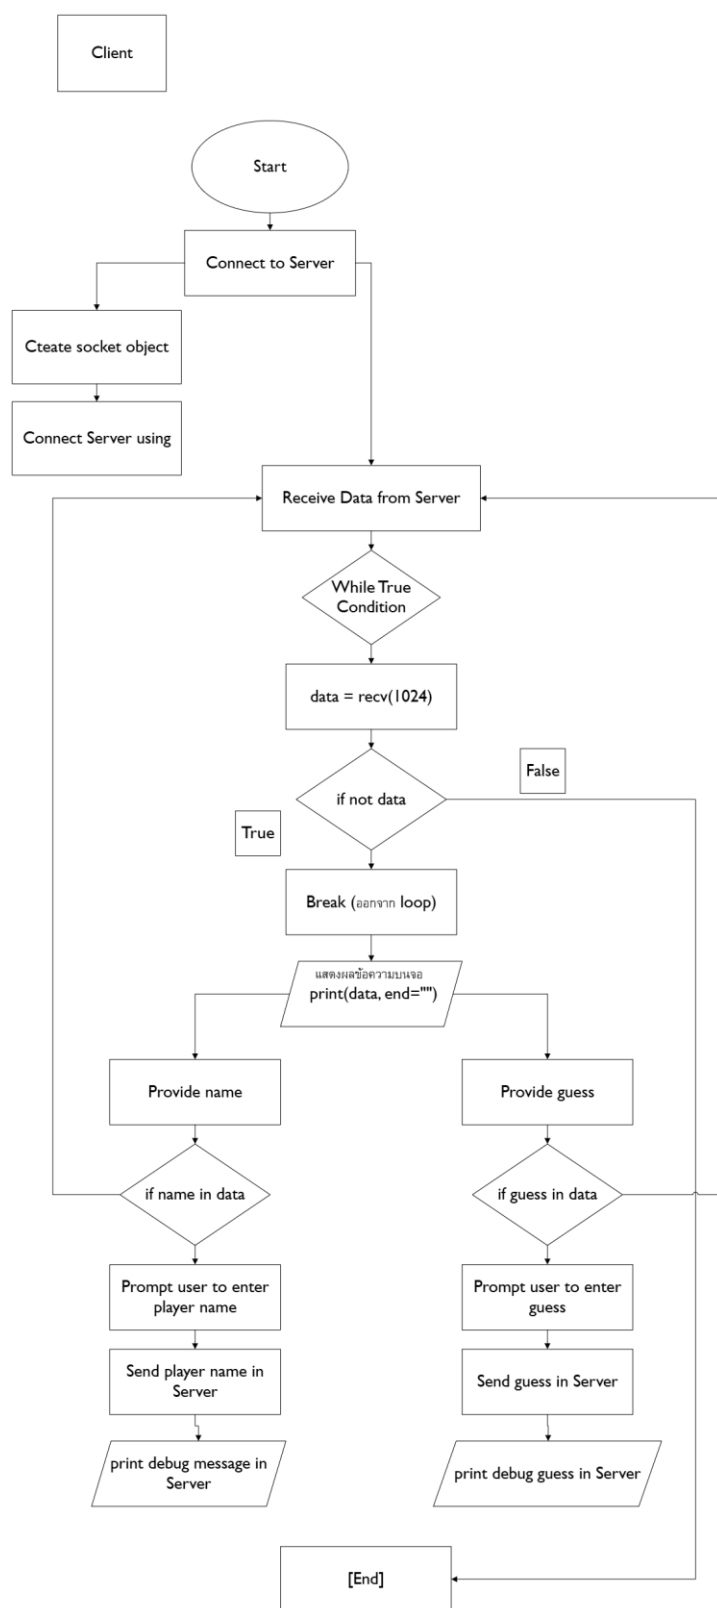 Client
Start
Connect to Server
Cteate socket object
Connect Server using
Receive Data from Server
While True
Condition
data = recv(1024)
if not data
False
True
Break (ออกจาก loop)
แสดงผลข้อความบนจอ
print(data, end="")
Provide name
Provide guess
if name in data
if guess in data
Prompt user to enter
player name
Prompt user to enter
guess
Send player name in
Server
Send guess in Server
print debug message in
Server
print debug guess in Server
[End]